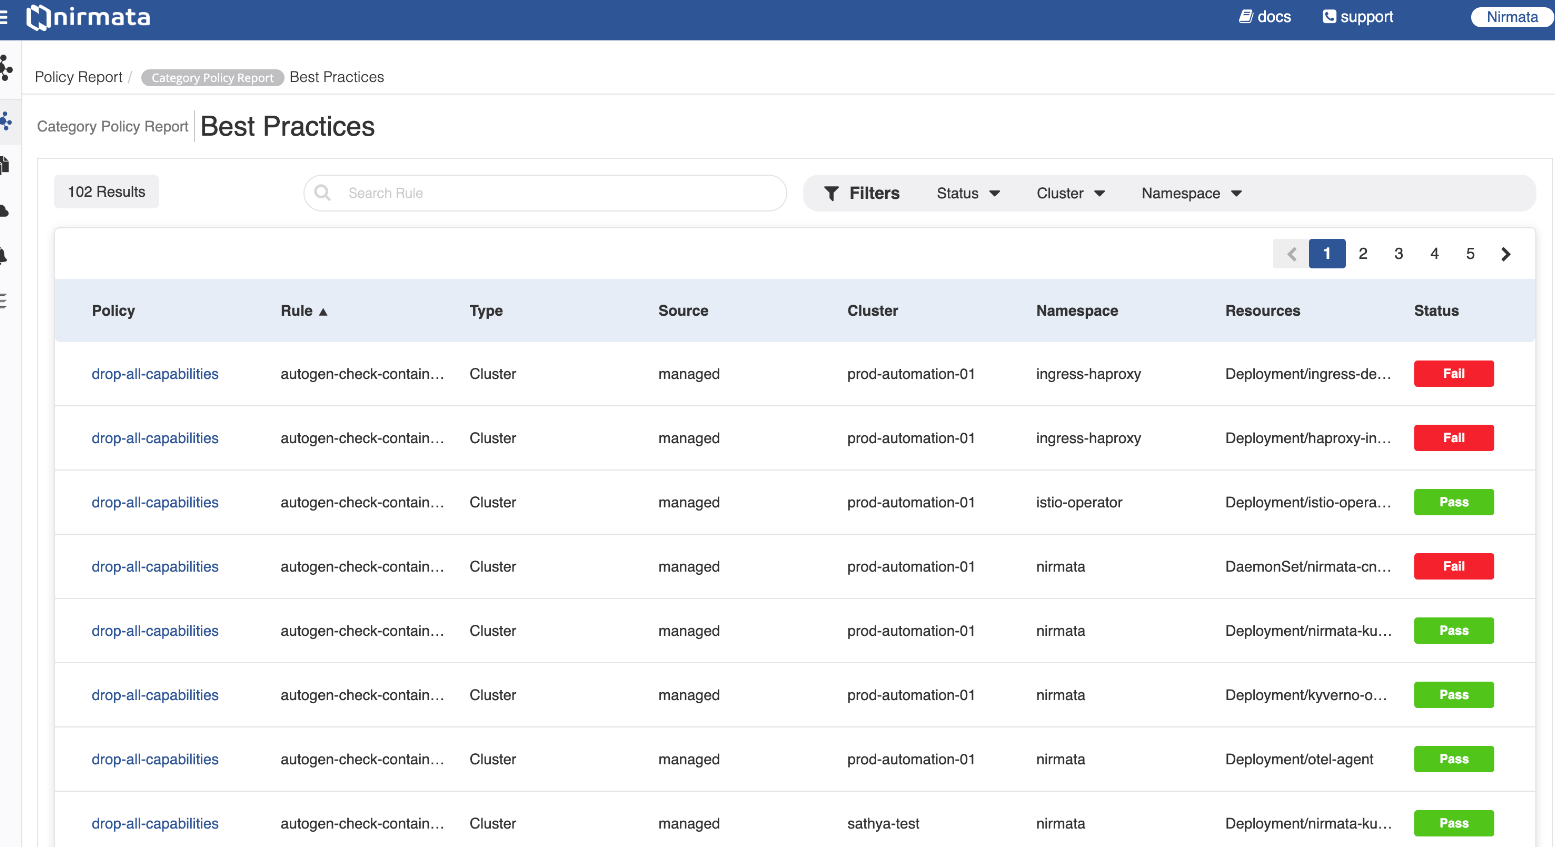 nirmata docs support Nirmata
Policy Report / Category Policy Report Best Practices
Category Policy Report Best Practices
102 Results Search Rule Filters Status Cluster Namespace
1 2 3 4 5
Policy Rule Type Source Cluster Namespace Resources Status
drop-all-capabilities autogen-check-contain... Cluster managed prod-automation-01 ingress-haproxy Deployment/ingress-de... Fail
drop-all-capabilities autogen-check-contain... Cluster managed prod-automation-01 ingress-haproxy Deployment/haproxy-in... Fail
drop-all-capabilities autogen-check-contain... Cluster managed prod-automation-01 istio-operator Deployment/istio-opera... Pass
drop-all-capabilities autogen-check-contain... Cluster managed prod-automation-01 nirmata DaemonSet/nirmata-cn... Fail
drop-all-capabilities autogen-check-contain... Cluster managed prod-automation-01 nirmata Deployment/nirmata-ku... Pass
drop-all-capabilities autogen-check-contain... Cluster managed prod-automation-01 nirmata Deployment/kyverno-o... Pass
drop-all-capabilities autogen-check-contain... Cluster managed prod-automation-01 nirmata Deployment/otel-agent Pass
drop-all-capabilities autogen-check-contain... Cluster managed sathya-test nirmata Deployment/nirmata-ku... Pass